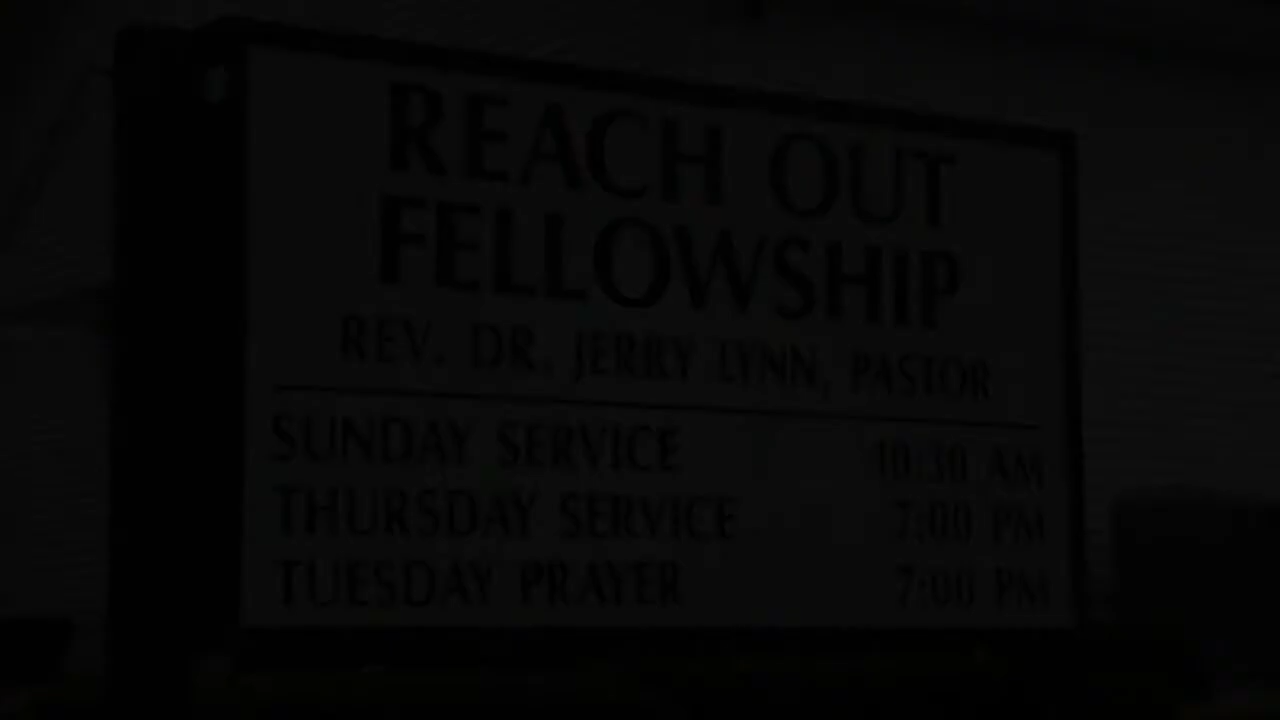 REACH OUT
FELLOWSHIP
REV. DR. JERRY LYNN, PASTOR
SUNDAY SERVICE 10:30 AM
THURSDAY SERVICE 7:00 PM
TUESDAY PRAYER 7:00 PM